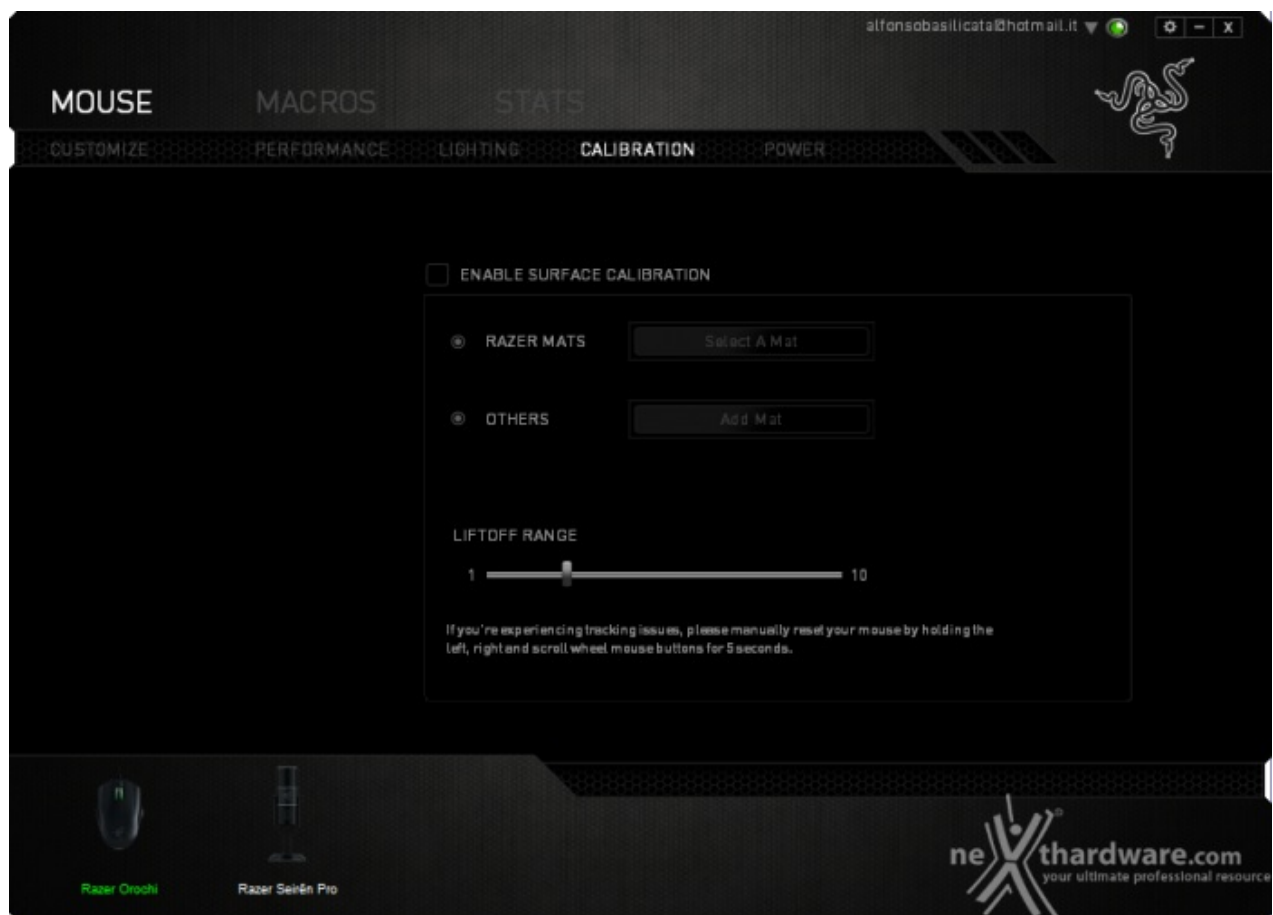 alfonsobasilicata@hotmail.it
- X
MOUSE MACROS STATS
CUSTOMIZE PERFORMANCE LIGHTING CALIBRATION POWER
ENABLE SURFACE CALIBRATION
RAZER MATS Select A Mat
OTHERS Add Mat
LIFTOFF RANGE
1 10
If you're experiencing tracking issues, please manually reset your mouse by holding the
left, right and scroll wheel mouse buttons for 5 seconds.
Razer Orochi Razer Seirēn Pro
nexthardware.com
your ultimate professional resource